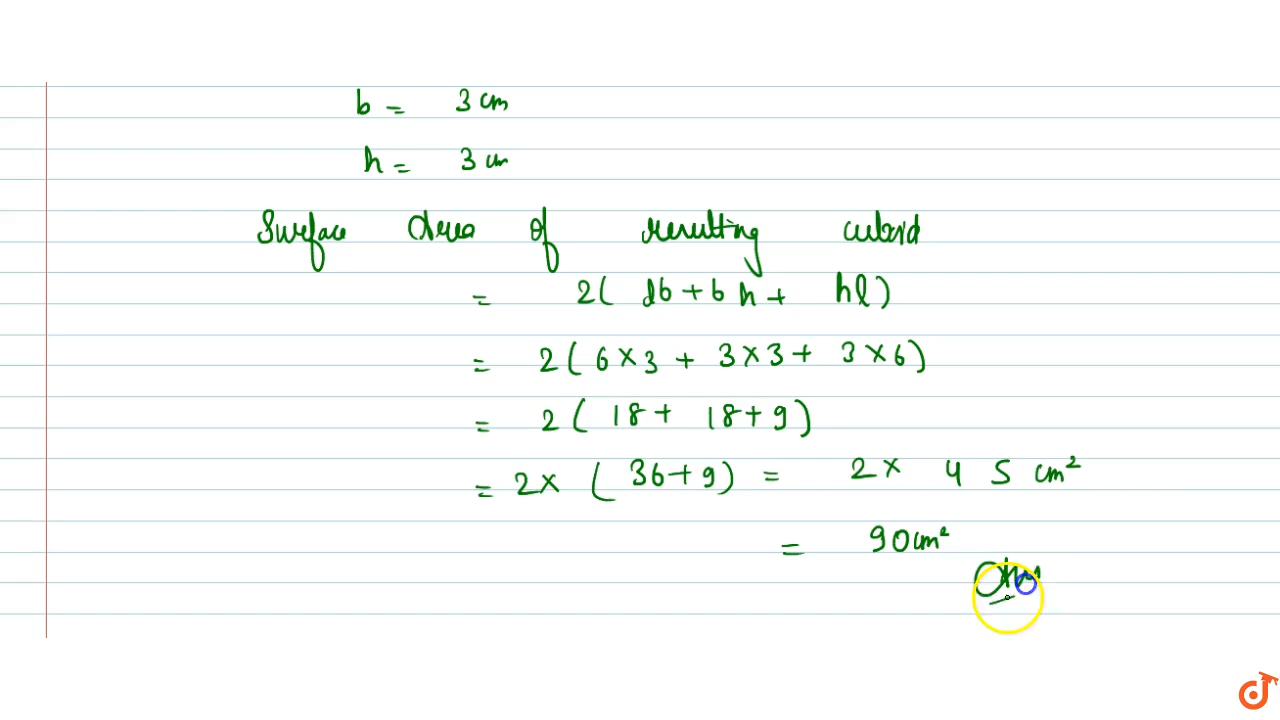 b = 3 cm
h = 3 cm
Surface Area of resulting cuboid
= 2( lb + b h + hl )
= 2( 6 × 3 + 3 × 3 + 3 × 6 )
= 2 ( 18 + 18 + 9 )
= 2 × ( 36 + 9 ) = 2 × 4 5 cm²
= 90 cm²
Ans